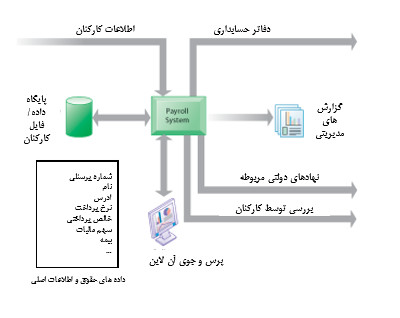 اطلاعات کارکنان
دفاتر حسابداری
پایگاه
داده /
فایل
کارکنان
Payroll
System
گزارش
های
مدیریتی
نهادهای دولتی مربوطه
بررسی توسط کارکنان
شماره پرسنلی
نام
ادرس
نرخ پرداخت
خالص پرداختی
سهم مالیات
بیمه
...
پرس و جوی آن لاین
داده های حقوق و اطلاعات اصلی